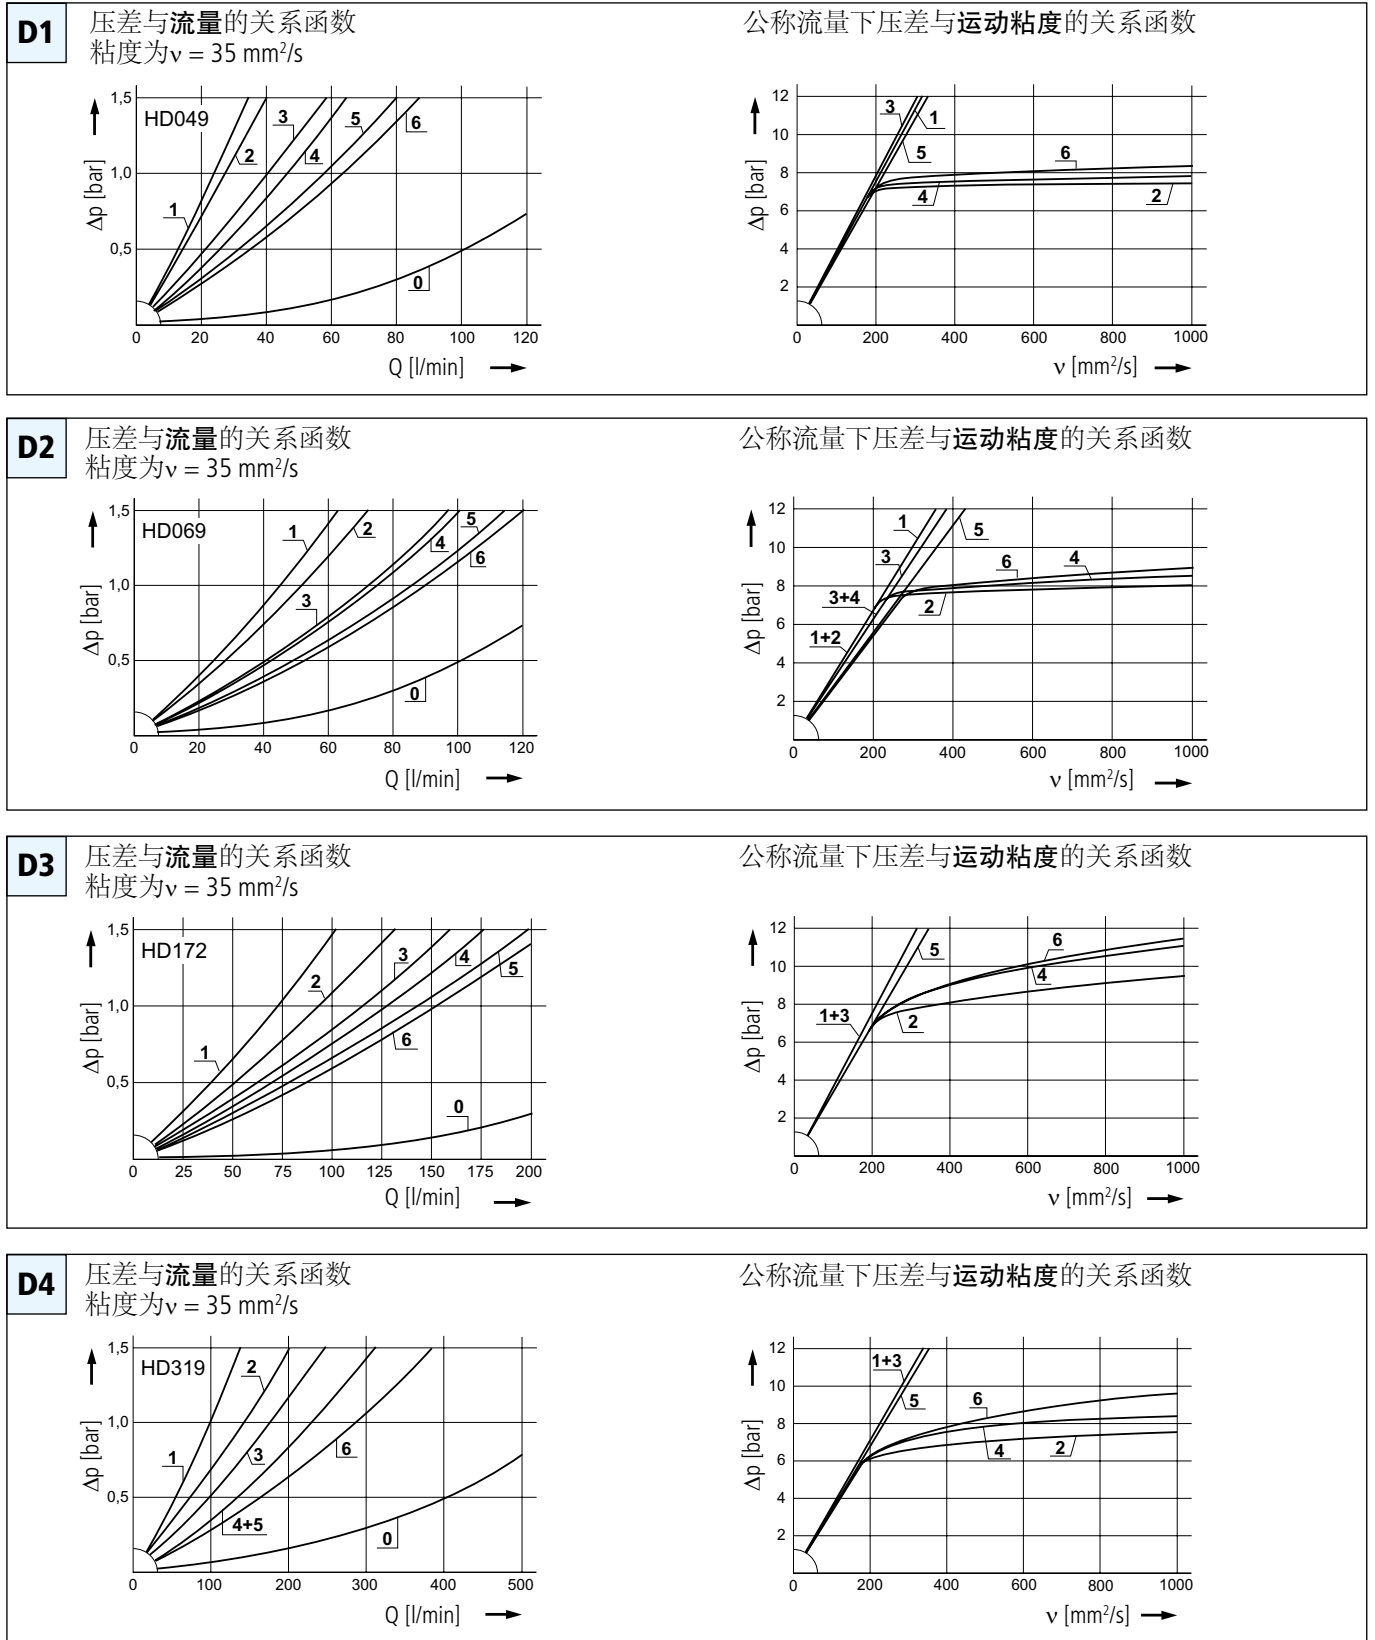 D1
压差与流量的关系函数
粘度为ν = 35 mm²/s
公称流量下压差与运动粘度的关系函数
1,5
1,0
0,5
Δp [bar]
HD049
1
2
3
4
5
6
0
0 20 40 60 80 100 120
Q [l/min]
12
10
8
6
4
2
Δp [bar]
3
1
5
6
4
2
0 200 400 600 800 1000
ν [mm²/s]
D2
压差与流量的关系函数
粘度为ν = 35 mm²/s
公称流量下压差与运动粘度的关系函数
1,5
1,0
0,5
Δp [bar]
HD069
1
2
3
4
5
6
0
0 20 40 60 80 100 120
Q [l/min]
12
10
8
6
4
2
Δp [bar]
1
5
3
6
4
3+4
2
1+2
0 200 400 600 800 1000
ν [mm²/s]
D3
压差与流量的关系函数
粘度为ν = 35 mm²/s
公称流量下压差与运动粘度的关系函数
1,5
1,0
0,5
Δp [bar]
HD172
1
2
3
4
5
6
0
0 25 50 75 100 125 150 175 200
Q [l/min]
12
10
8
6
4
2
Δp [bar]
5
6
4
1+3
2
0 200 400 600 800 1000
ν [mm²/s]
D4
压差与流量的关系函数
粘度为ν = 35 mm²/s
公称流量下压差与运动粘度的关系函数
1,5
1,0
0,5
Δp [bar]
HD319
2
1
3
6
4+5
0
0 100 200 300 400 500
Q [l/min]
12
10
8
6
4
2
Δp [bar]
1+3
5
6
4
2
0 200 400 600 800 1000
ν [mm²/s]